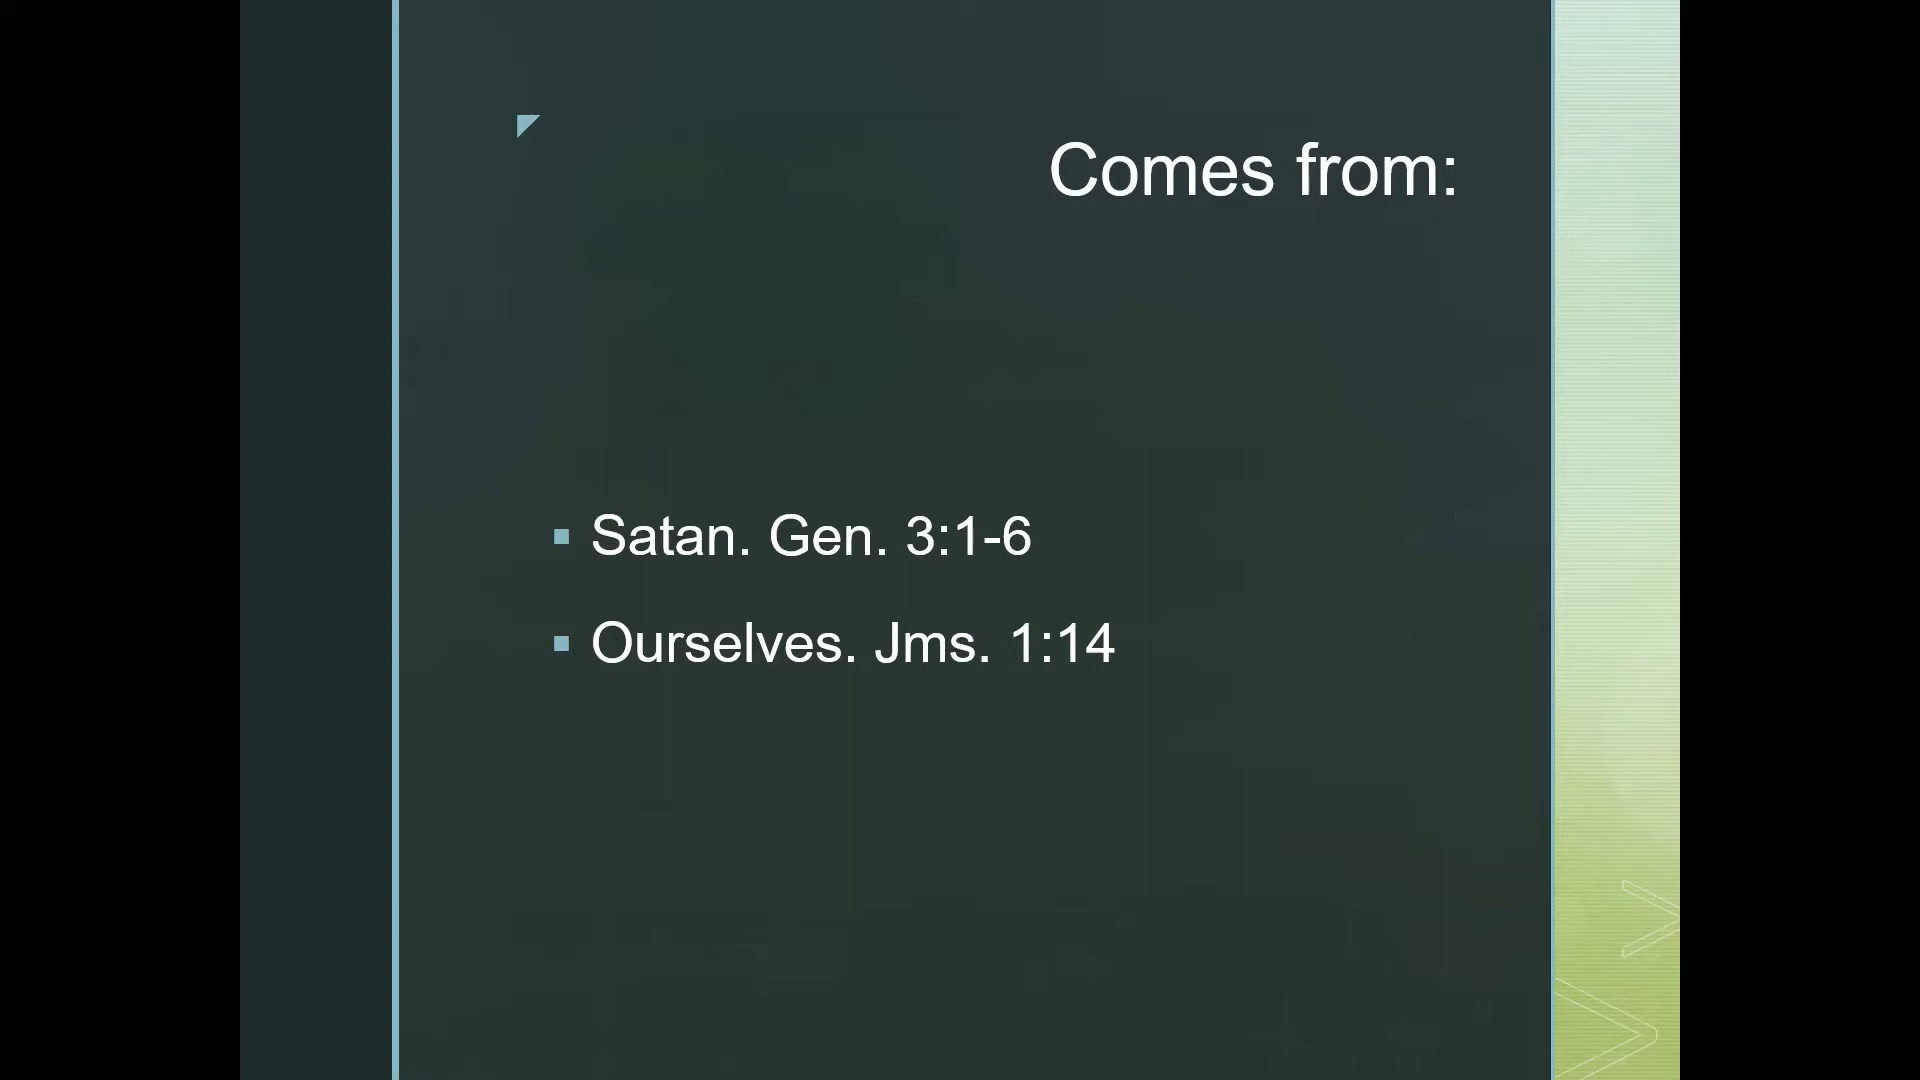 Comes from:
Satan. Gen. 3:1-6
Ourselves. Jms. 1:14